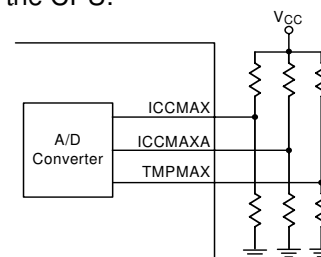 the CPU.
VCC
ICCMAX
A/D
Converter
ICCMAXA
TMPMAX